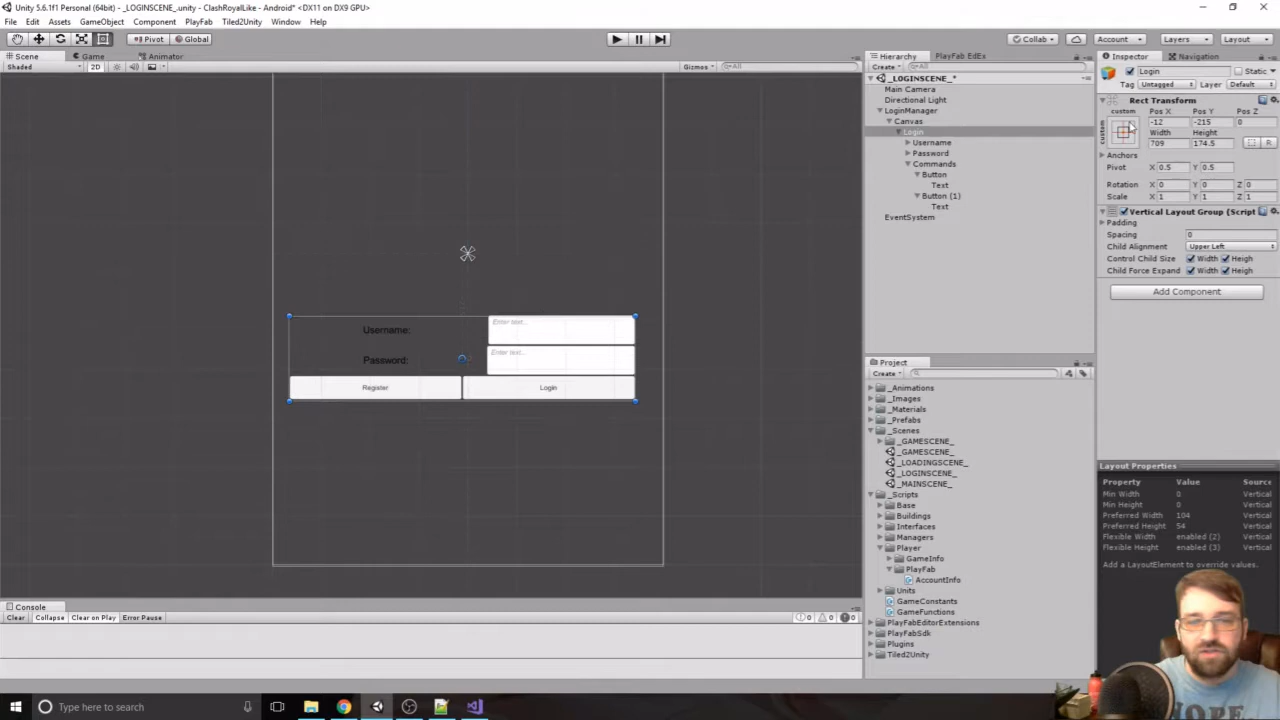 Unity 5.6.1f1 Personal (64bit) - _LOGINSCENE_.unity - ClashRoyalLike - Android* <DX11 on DX9 GPU>
File Edit Assets GameObject Component PlayFab Tiled2Unity Window Help
Pivot Global Collab Account Layers Layout
Scene Game Animator
Shaded 2D Gizmos All
Username: Enter text...
Password: Enter text...
Register Login
Console
Clear Collapse Clear on Play Error Pause 0 0 0
Hierarchy PlayFab EdEx
Create All
_LOGINSCENE_*
Main Camera
Directional Light
LoginManager
Canvas
Login
Username
Password
Commands
Button
Text
Button (1)
Text
EventSystem
Project
Create
_Animations
_Images
_Materials
_Prefabs
_Scenes
_GAMESCENE_
_GAMESCENE_
_LOADINGSCENE_
_LOGINSCENE_
_MAINSCENE_
_Scripts
Base
Buildings
Interfaces
Managers
Player
GameInfo
PlayFab
AccountInfo
Units
GameConstants
GameFunctions
PlayFabEditorExtensions
PlayFabSdk
Plugins
Tiled2Unity
Inspector Navigation
Login Static
Tag Untagged Layer Default
Rect Transform
custom Pos X Pos Y Pos Z
custom -12 -215 0
Width Height
709 174.5 R
Anchors
Pivot X 0.5 Y 0.5
Rotation X 0 Y 0 Z 0
Scale X 1 Y 1 Z 1
Vertical Layout Group (Script
Padding
Spacing 0
Child Alignment Upper Left
Control Child Size Width Heigh
Child Force Expand Width Heigh
Add Component
Layout Properties
Property Value Source
Min Width 0 Vertical
Min Height 0 Vertical
Preferred Width 104 Vertical
Preferred Height 54 Vertical
Flexible Width enabled (2) Vertical
Flexible Height enabled (3) Vertical
Add a LayoutElement to override values.
HOPE
Type here to search